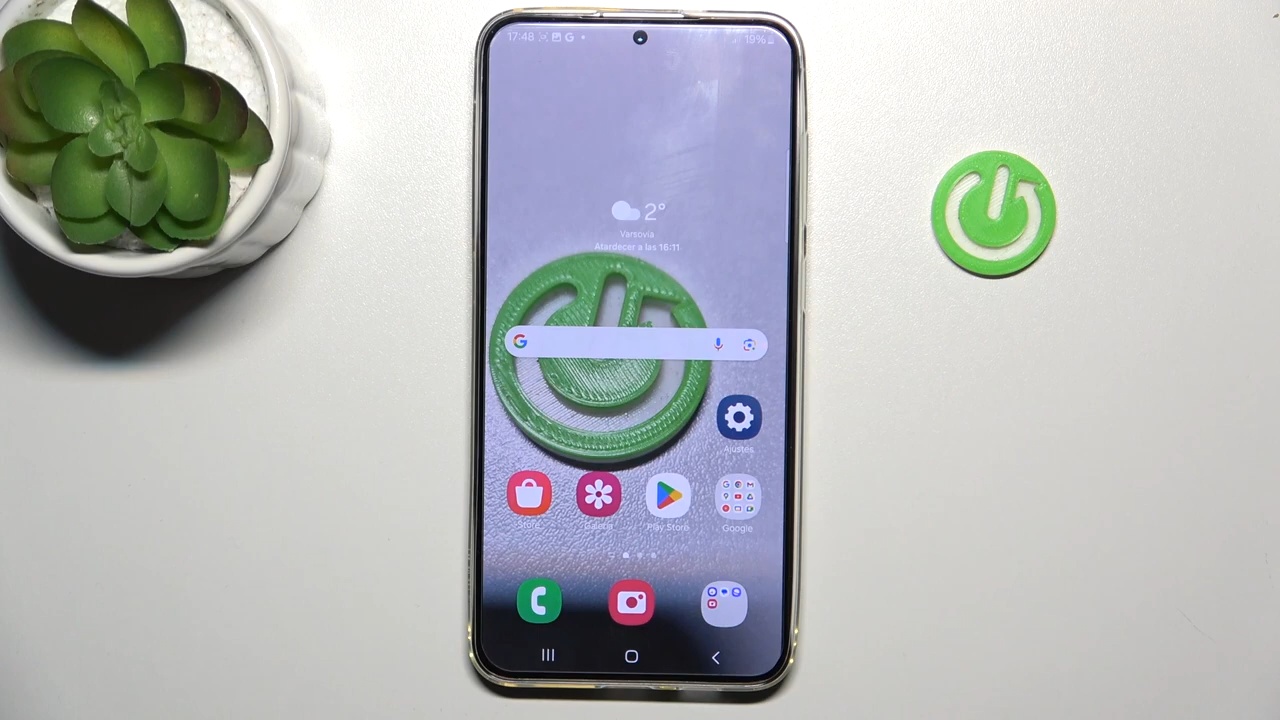 17:48
19%
2°
Varsovia
Atardecer a las 16:11
Ajustes
Store
Galería
Play Store
Google